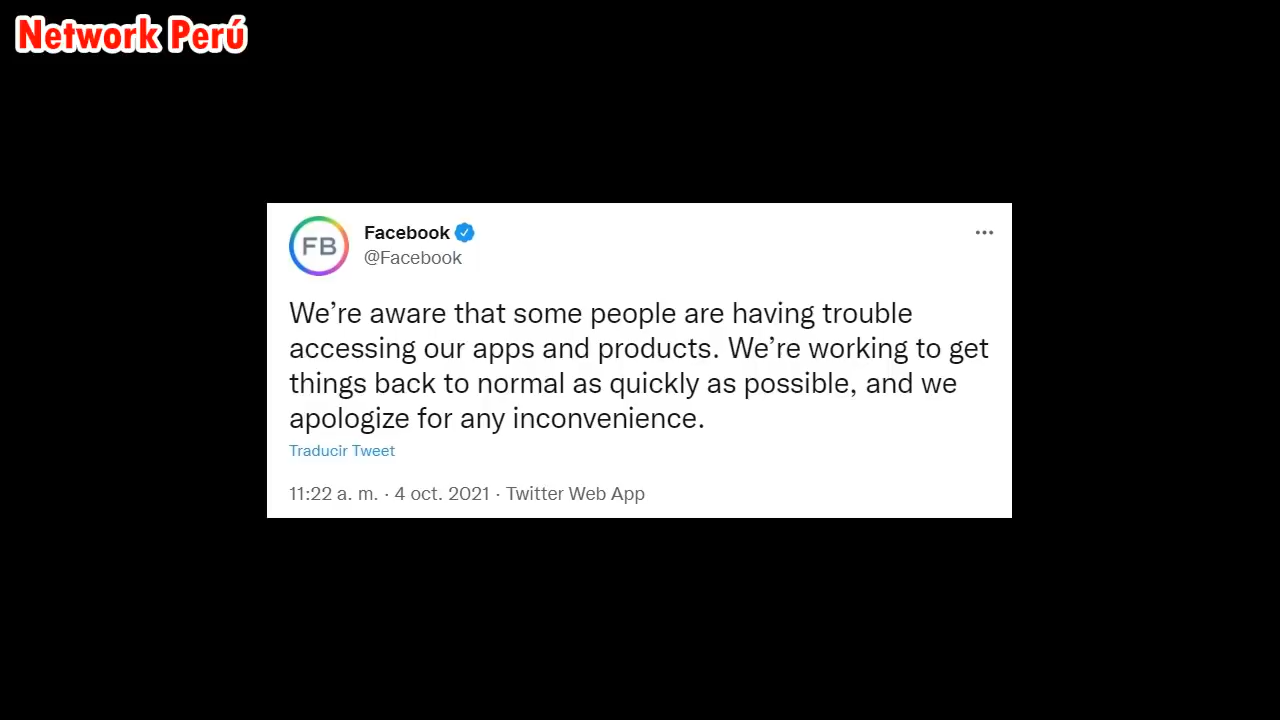 Network Perú
FB
Facebook
@Facebook
We’re aware that some people are having trouble
accessing our apps and products. We’re working to get
things back to normal as quickly as possible, and we
apologize for any inconvenience.
Traducir Tweet
11:22 a. m. · 4 oct. 2021 · Twitter Web App